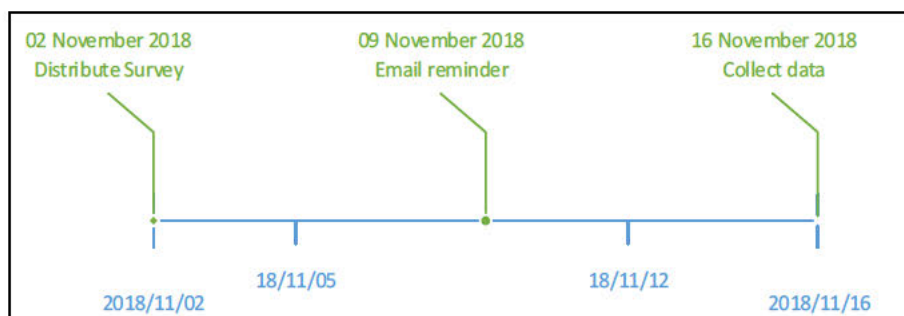 02 November 2018
Distribute Survey
09 November 2018
Email reminder
16 November 2018
Collect data
18/11/05
18/11/12
2018/11/02
2018/11/16